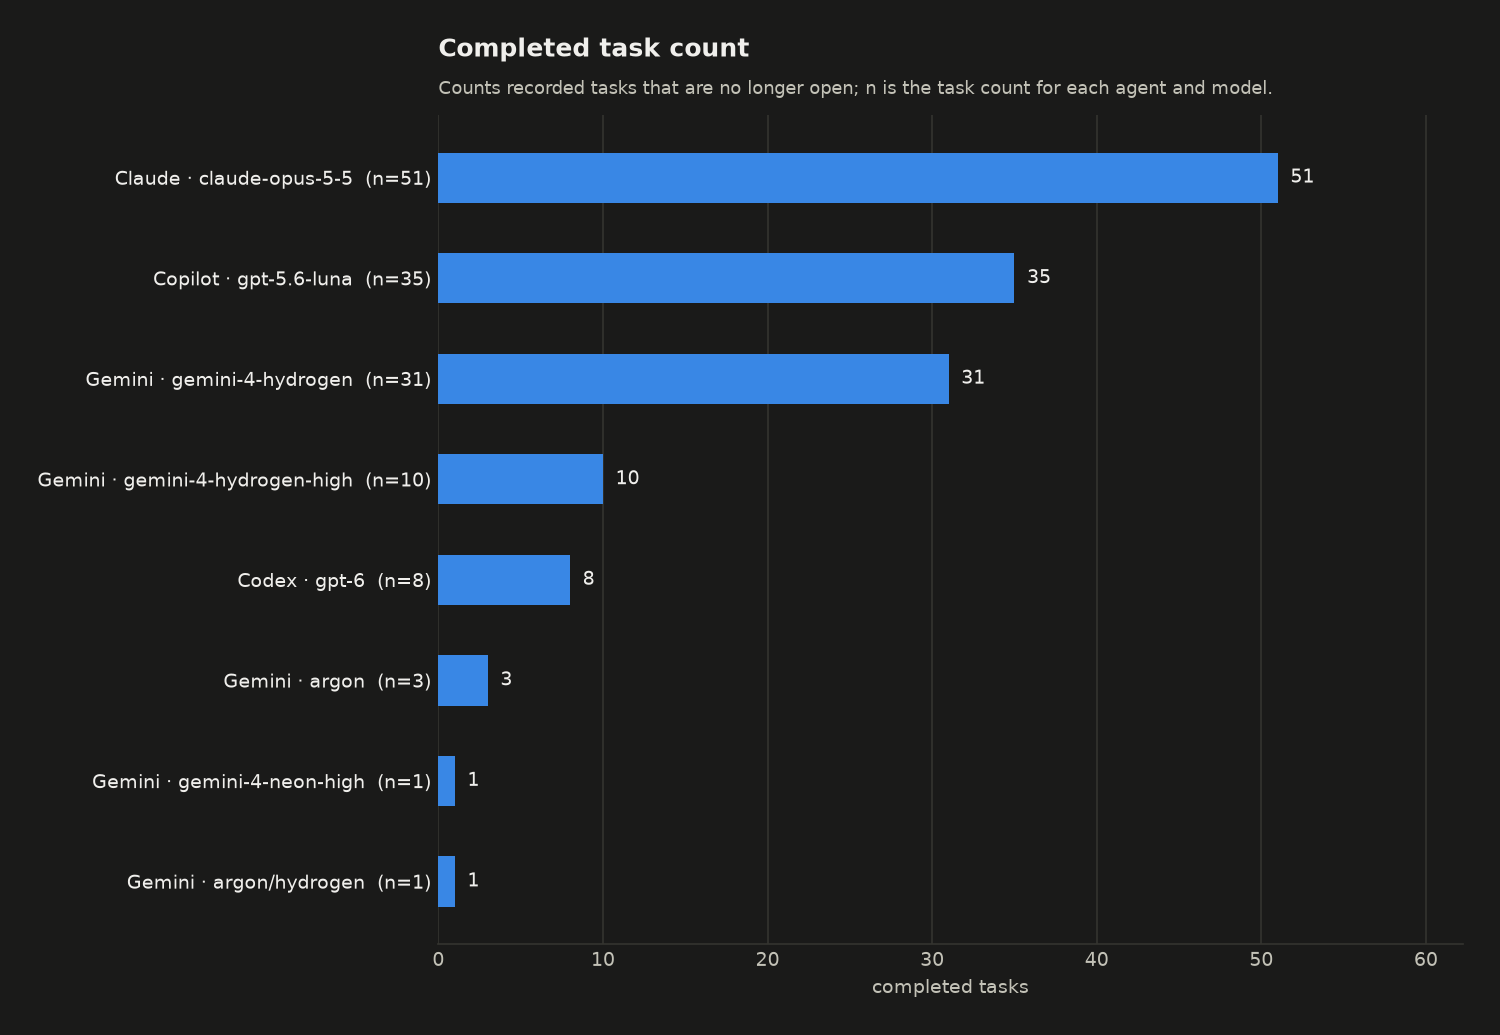 Completed task count
Counts recorded tasks that are no longer open; n is the task count for each agent and model.
Claude · claude-opus-5-5 (n=51) 51
Copilot · gpt-5.6-luna (n=35) 35
Gemini · gemini-4-hydrogen (n=31) 31
Gemini · gemini-4-hydrogen-high (n=10) 10
Codex · gpt-6 (n=8) 8
Gemini · argon (n=3) 3
Gemini · gemini-4-neon-high (n=1) 1
Gemini · argon/hydrogen (n=1) 1
0 10 20 30 40 50 60
completed tasks